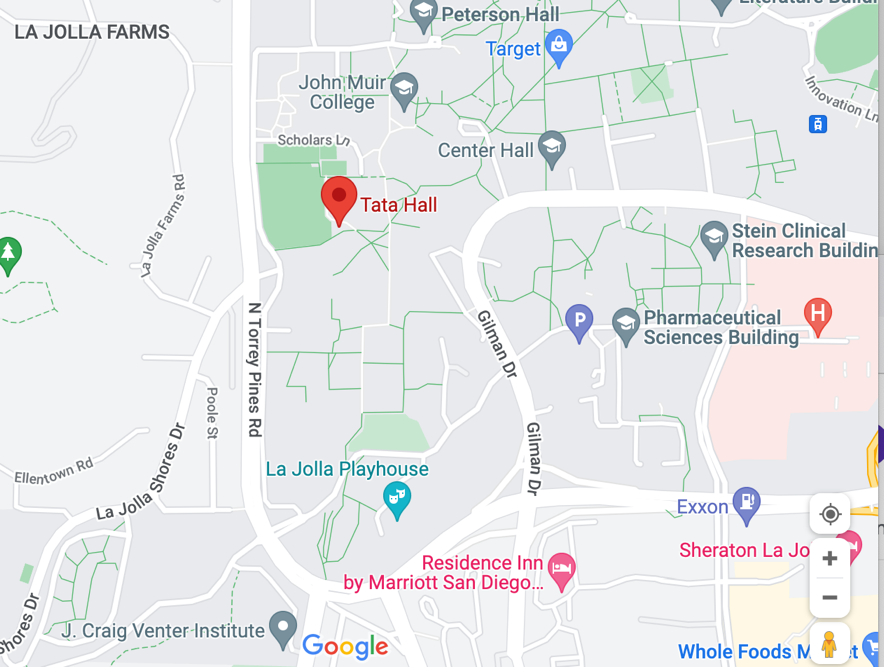 Literature Buildi
Peterson Hall
LA JOLLA FARMS
Target
John Muir
College
Innovation Ln
Scholars Ln
Center Hall
Tata Hall
La Jolla Farms Rd
Stein Clinical
Research Buildin
H
P
Pharmaceutical
Sciences Building
N Torrey Pines Rd
Gilman Dr
Poole St
Gilman Dr
La Jolla Shores Dr
Ellentown Rd
La Jolla Playhouse
Exxon
Sheraton La Jo
Residence Inn
by Marriott San Diego...
Shores Dr
J. Craig Venter Institute
Google
Whole Foods M
et